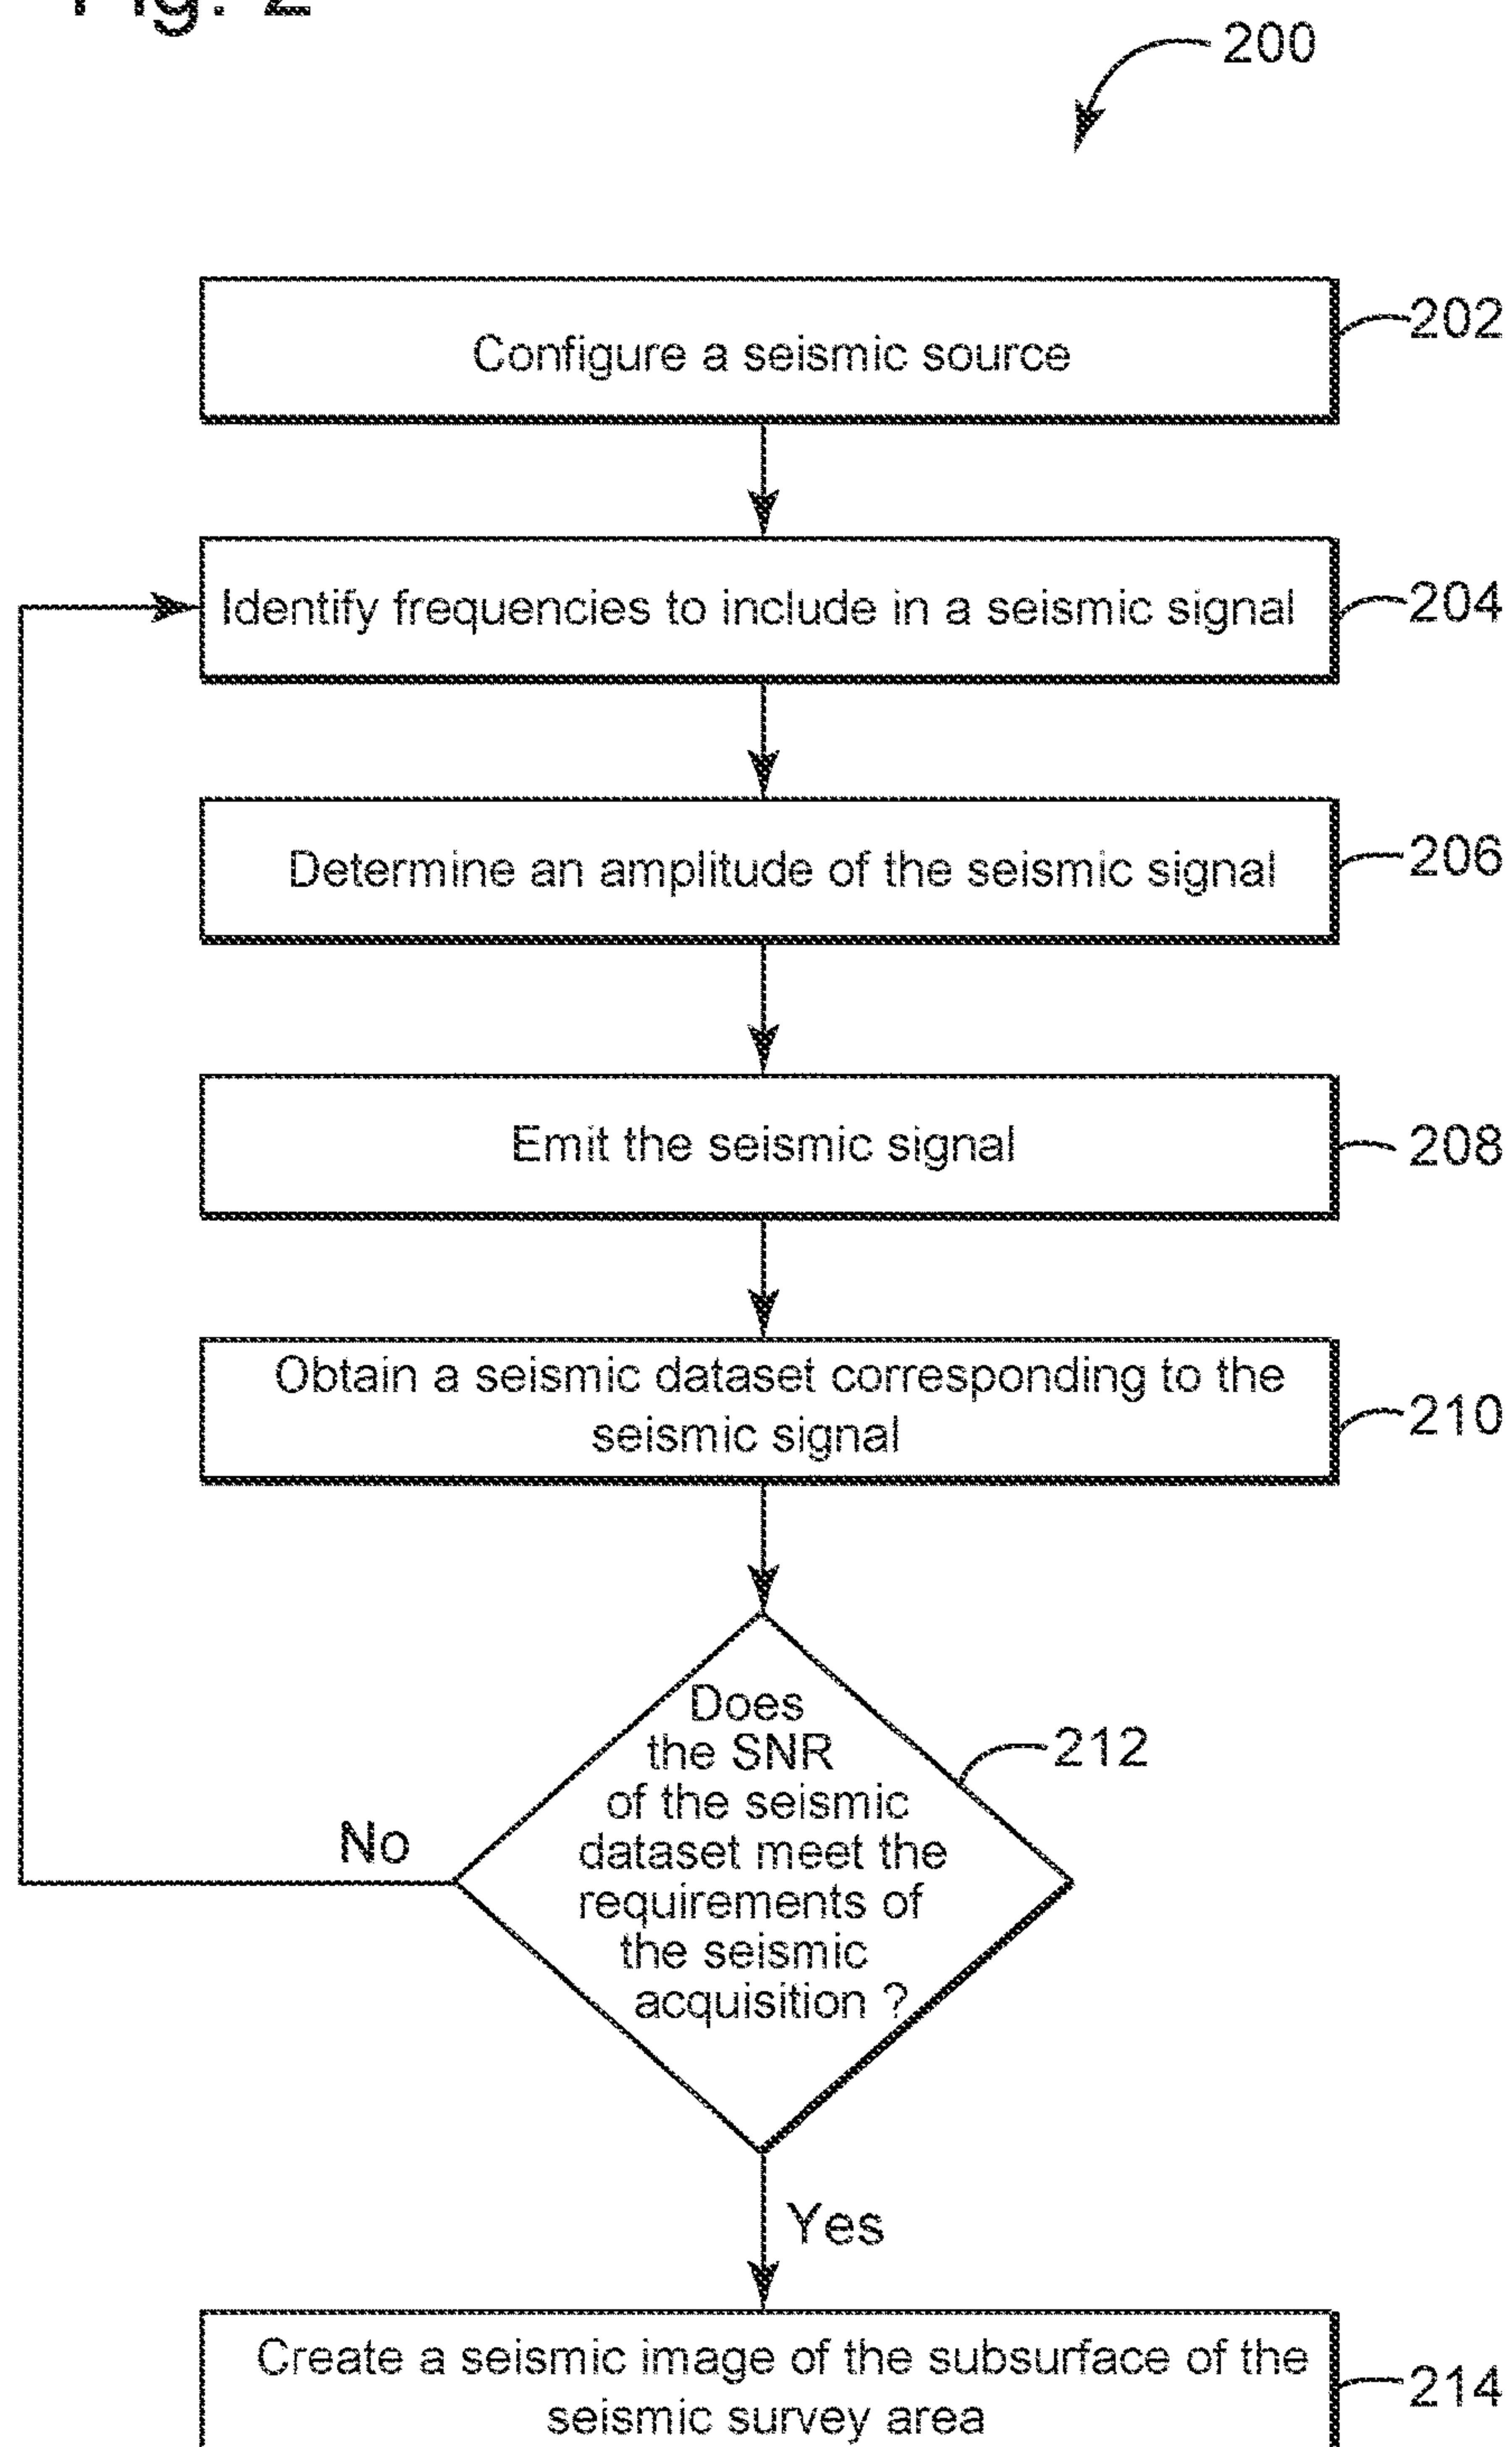 Fig. 2
200
Configure a seismic source
202
Identify frequencies to include in a seismic signal
204
Determine an amplitude of the seismic signal
206
Emit the seismic signal
208
Obtain a seismic dataset corresponding to the
seismic signal
210
Does
the SNR
of the seismic
dataset meet the
requirements of
the seismic
acquisition ?
212
No
Yes
Create a seismic image of the subsurface of the
seismic survey area
214